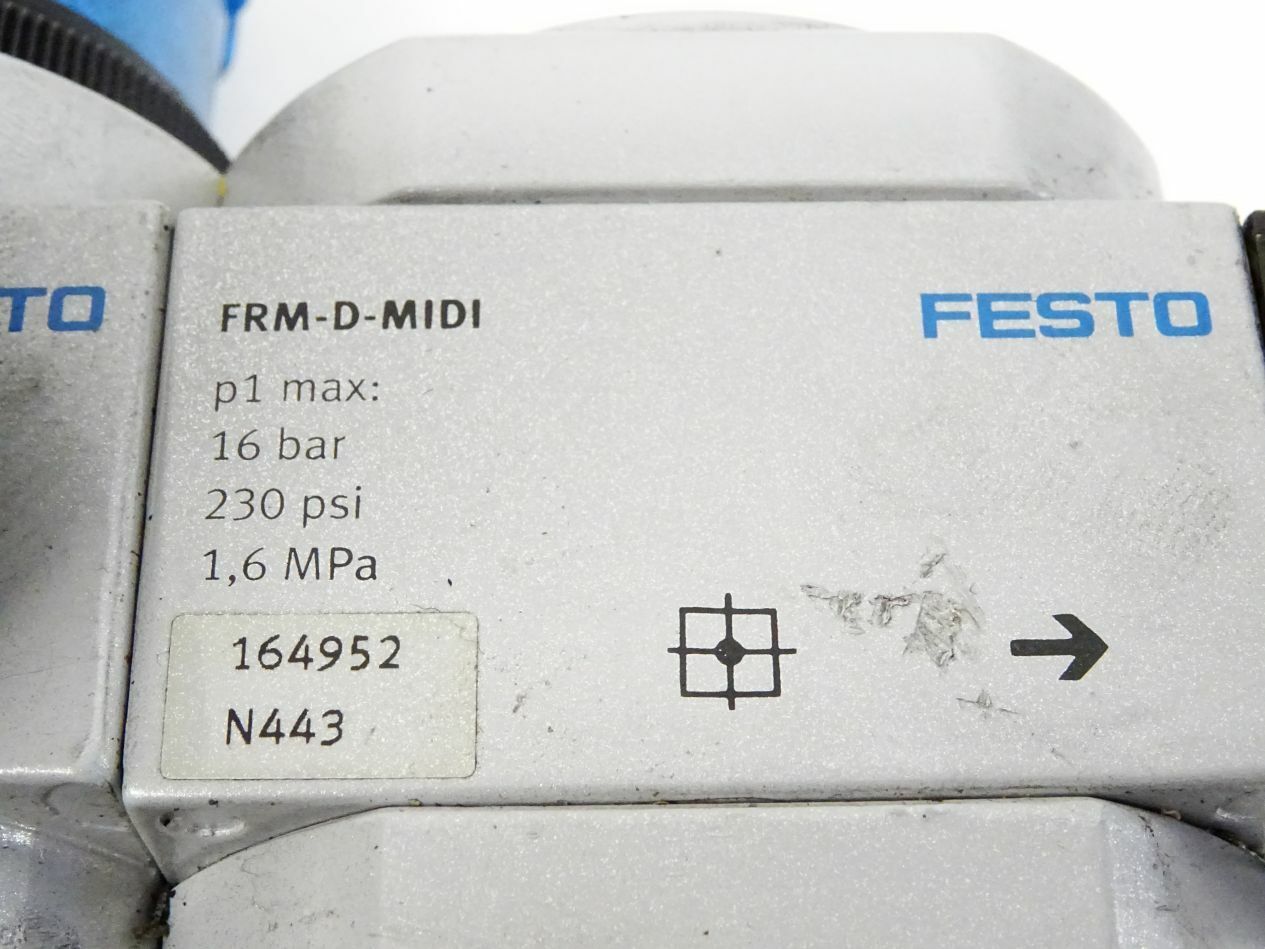 TO
FRM-D-MIDI
FESTO
p1 max:
16 bar
230 psi
1,6 MPa
164952
N443